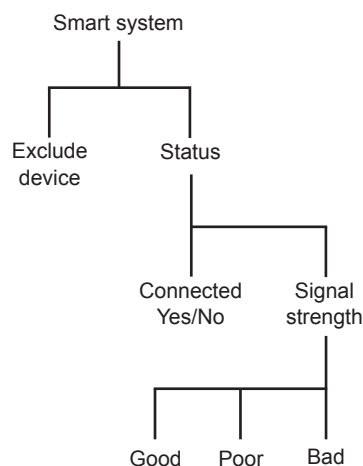 Smart system
Exclude
device
Status
Connected
Yes/No
Signal
strength
Good
Poor
Bad